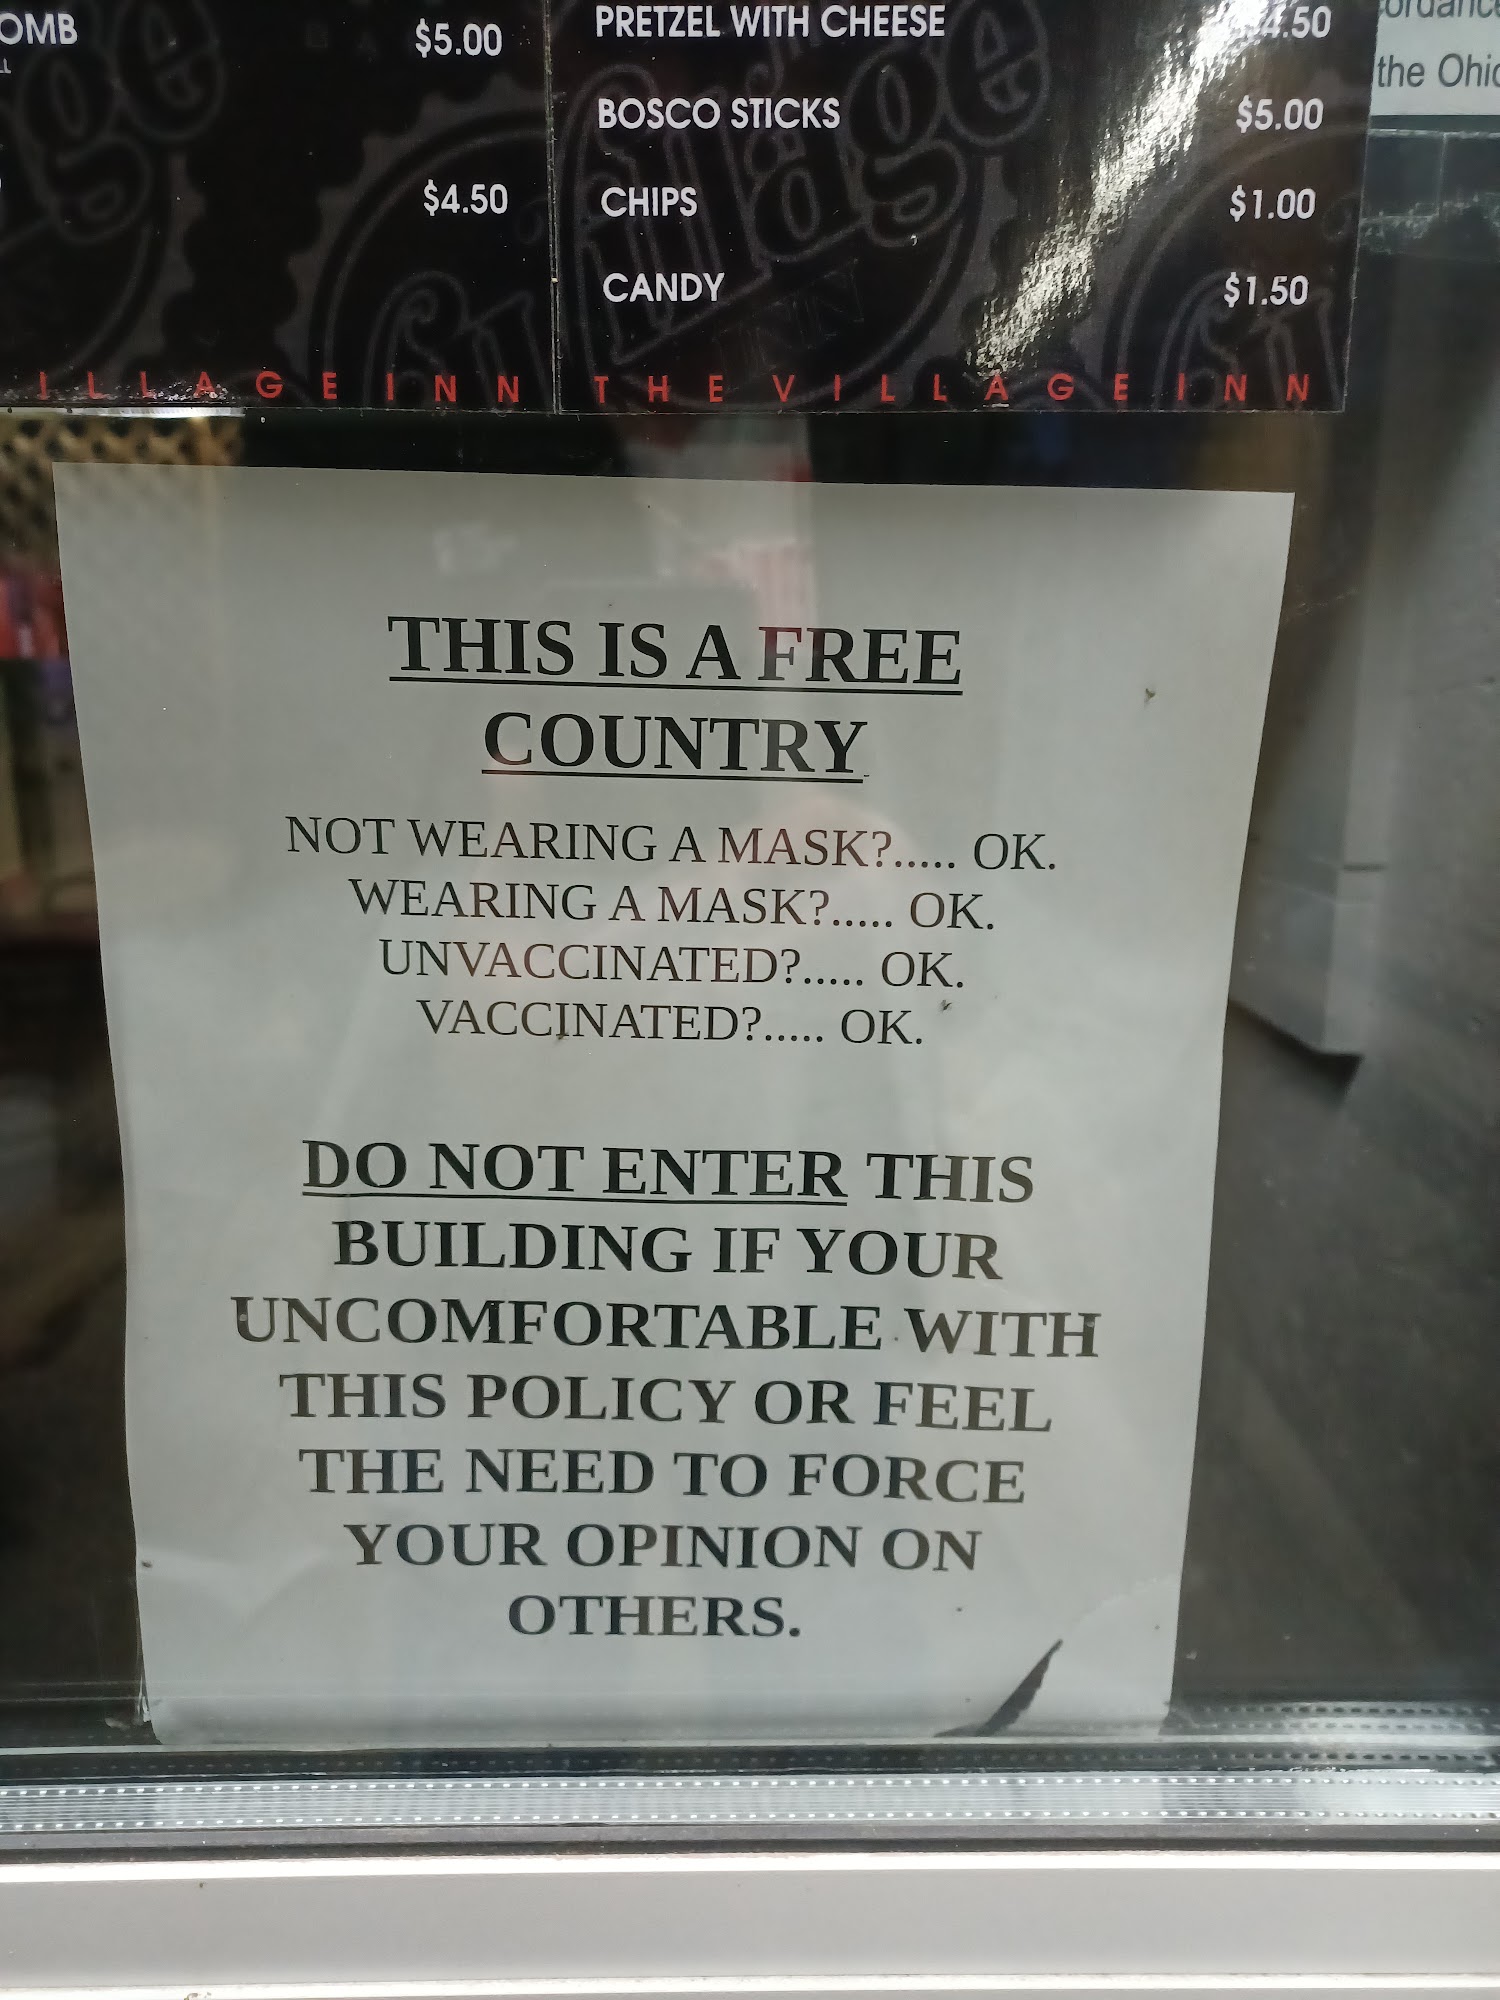 OMB $5.00
$4.50
ILLAGE INN
PRETZEL WITH CHEESE 4.50
BOSCO STICKS $5.00
CHIPS $1.00
CANDY $1.50
THE VILLAGE INN
the Ohio
THIS IS A FREE
COUNTRY
NOT WEARING A MASK?..... OK.
WEARING A MASK?..... OK.
UNVACCINATED?..... OK.
VACCINATED?..... OK.
DO NOT ENTER THIS
BUILDING IF YOUR
UNCOMFORTABLE WITH
THIS POLICY OR FEEL
THE NEED TO FORCE
YOUR OPINION ON
OTHERS.